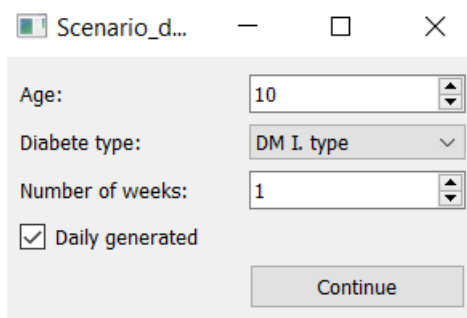 Scenario_d...
Age: 10
Diabete type: DM I. type
Number of weeks: 1
Daily generated
Continue